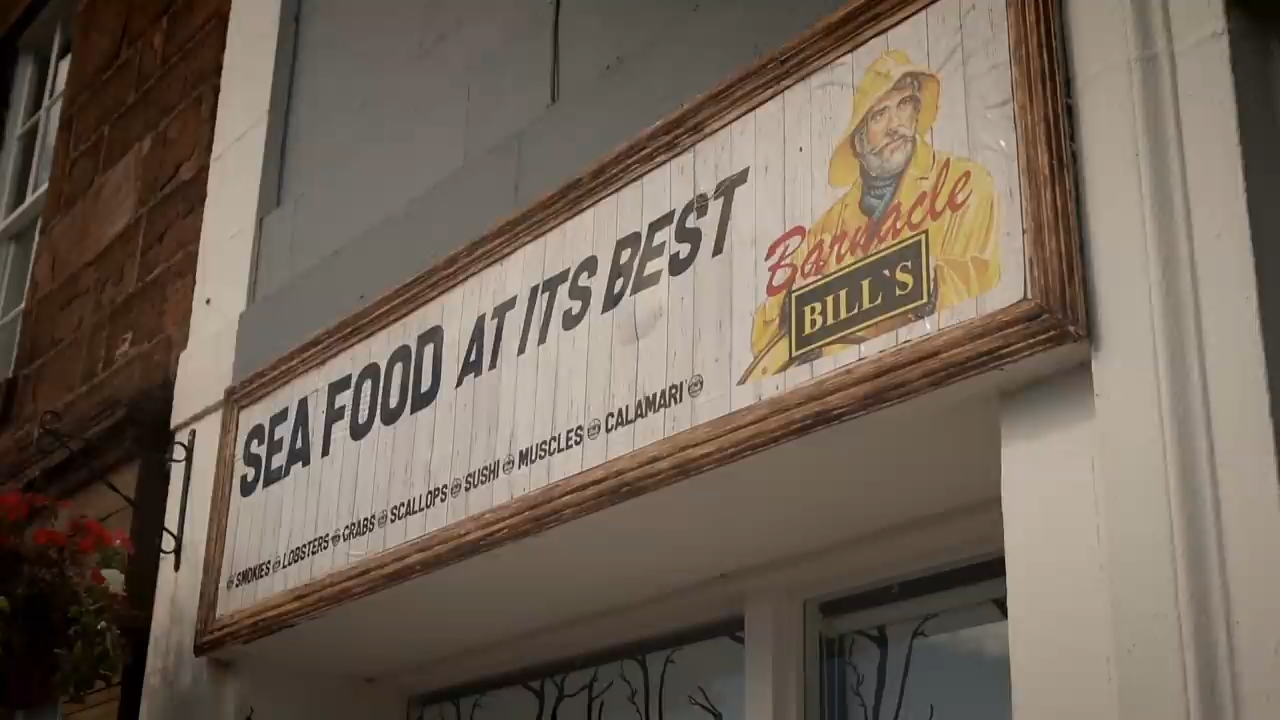 SEA FOOD AT ITS BEST
SMOKIES LOBSTERS CRABS SCALLOPS SUSHI MUSCLES CALAMARI
Barnacle
BILL'S